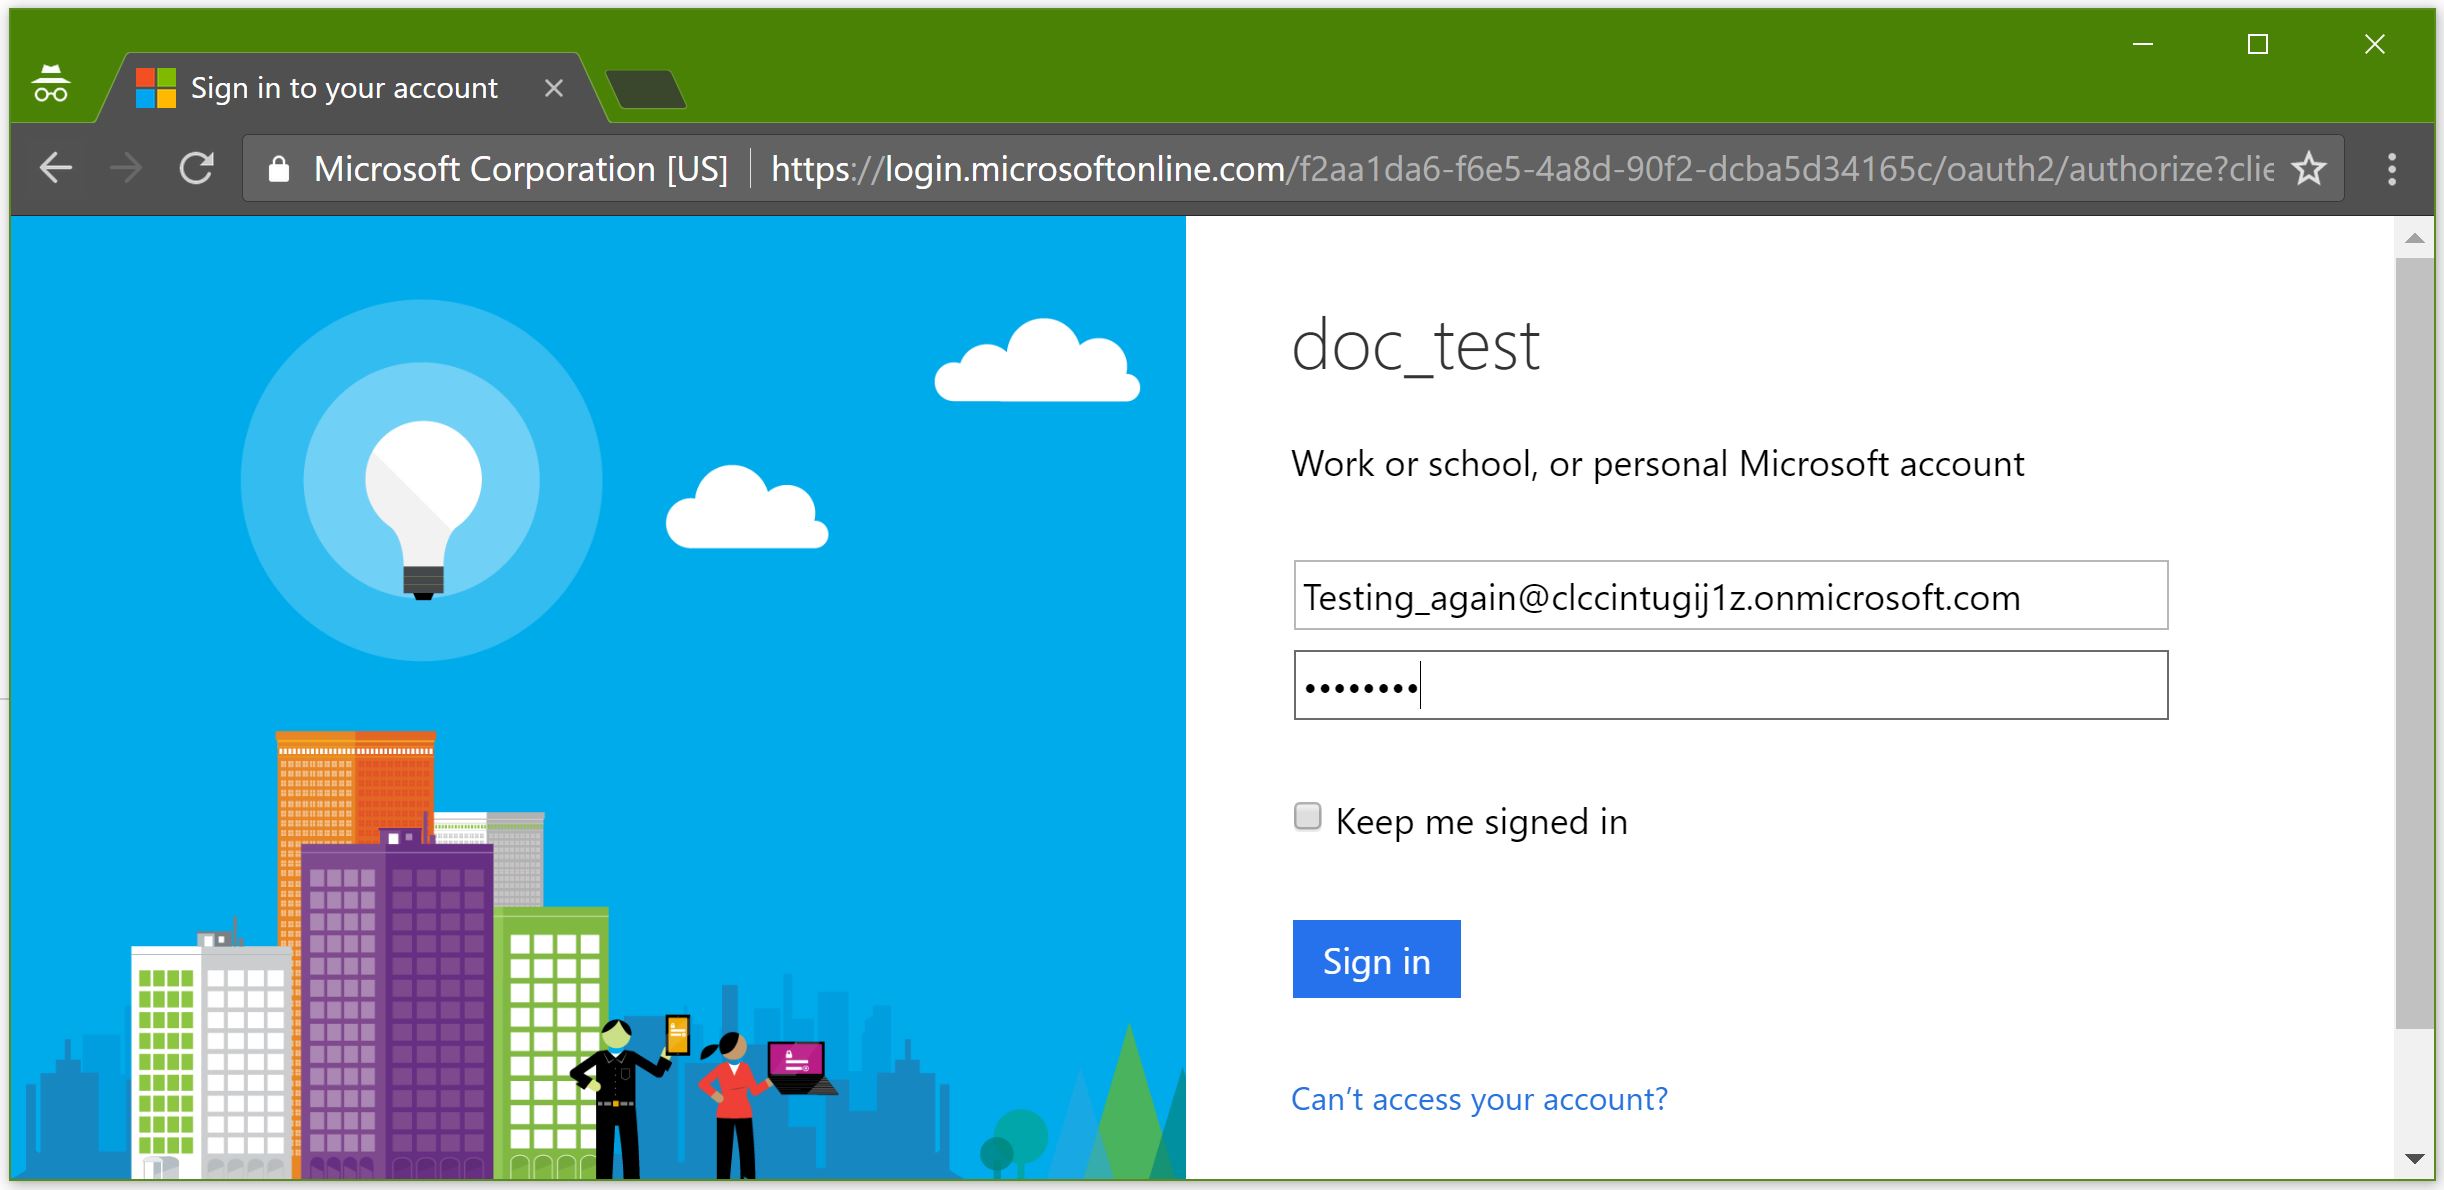 Sign in to your account
Microsoft Corporation [US] https://login.microsoftonline.com/f2aa1da6-f6e5-4a8d-90f2-dcba5d34165c/oauth2/authorize?clie
doc_test
Work or school, or personal Microsoft account
Testing_again@clccintugij1z.onmicrosoft.com
••••••••
Keep me signed in
Sign in
Can’t access your account?